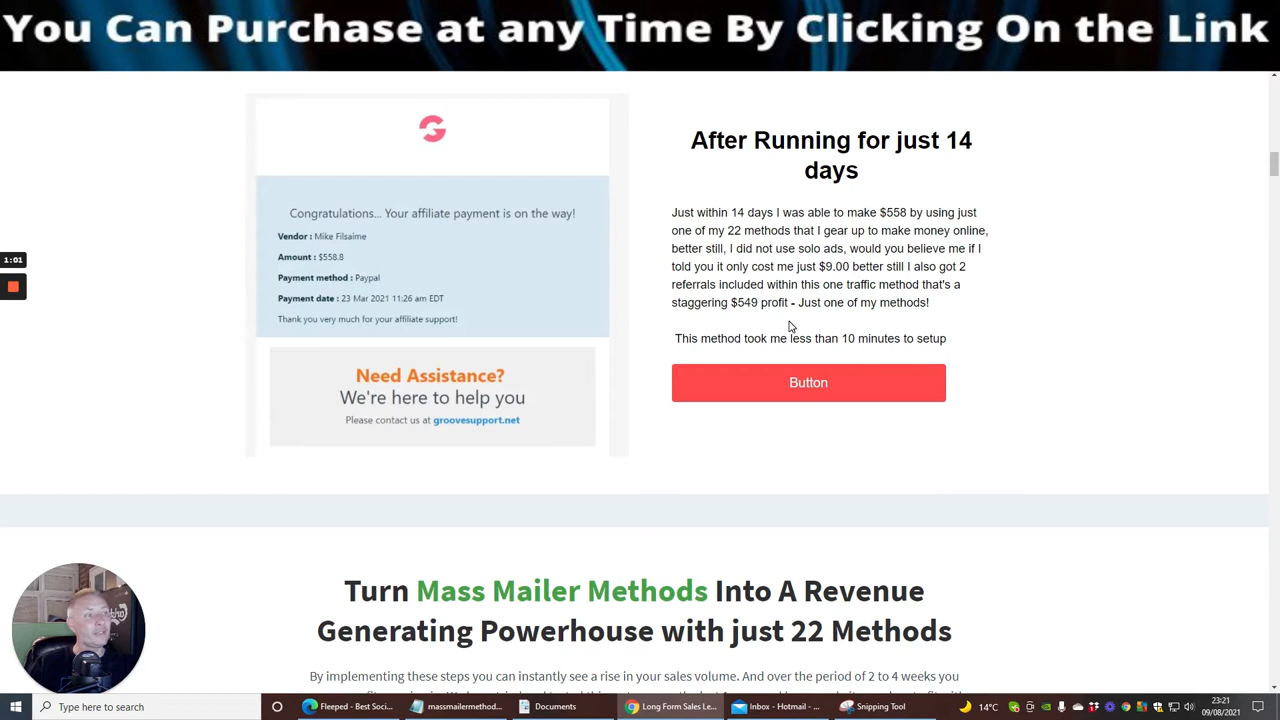 You Can Purchase at any Time By Clicking On the Link
Congratulations... Your affiliate payment is on the way!
Vendor : Mike Filsaime
Amount : $558.8
Payment method : Paypal
Payment date : 23 Mar 2021 11:26 am EDT
Thank you very much for your affiliate support!
Need Assistance?
We're here to help you
Please contact us at groovesupport.net
After Running for just 14
days
Just within 14 days I was able to make $558 by using just
one of my 22 methods that I gear up to make money online,
better still, I did not use solo ads, would you believe me if I
told you it only cost me just $9.00 better still I also got 2
referrals included within this one traffic method that's a
staggering $549 profit - Just one of my methods!
This method took me less than 10 minutes to setup
Button
1:01
Turn Mass Mailer Methods Into A Revenue
Generating Powerhouse with just 22 Methods
By implementing these steps you can instantly see a rise in your sales volume. And over the period of 2 to 4 weeks you
Type here to search
Fleeped - Best Soci...
massmailermethod...
Documents
Long Form Sales Le...
Inbox - Hotmail - ...
Snipping Tool
14°C
23:21
09/08/2021